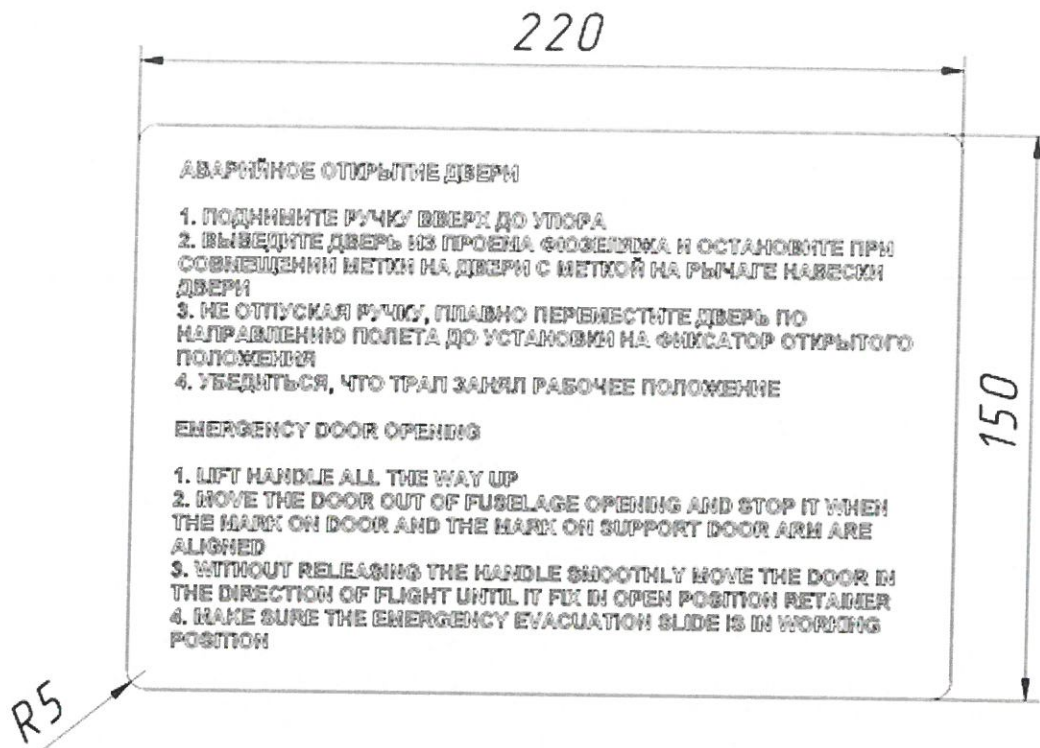 220
АВАРИЙНОЕ ОТКРЫТИЕ ДВЕРИ
1. ПОДНИМИТЕ РУЧКУ ВВЕРХ ДО УПОРА
2. ВЫВЕДИТЕ ДВЕРЬ ИЗ ПРОЕМА ФЮЗЕЛЯЖА И ОСТАНОВИТЕ ПРИ
СОВМЕЩЕНИИ МЕТКИ НА ДВЕРИ С МЕТКОЙ НА РЫЧАГЕ НАВЕСКИ
ДВЕРИ
3. НЕ ОТПУСКАЯ РУЧКУ, ПЛАВНО ПЕРЕМЕСТИТЕ ДВЕРЬ ПО
НАПРАВЛЕНИЮ ПОЛЕТА ДО УСТАНОВКИ НА ФИКСАТОР ОТКРЫТОГО
ПОЛОЖЕНИЯ
4. УБЕДИТЬСЯ, ЧТО ТРАП ЗАНЯЛ РАБОЧЕЕ ПОЛОЖЕНИЕ
EMERGENCY DOOR OPENING
1. LIFT HANDLE ALL THE WAY UP
2. MOVE THE DOOR OUT OF FUSELAGE OPENING AND STOP IT WHEN
THE MARK ON DOOR AND THE MARK ON SUPPORT DOOR ARM ARE
ALIGNED
3. WITHOUT RELEASING THE HANDLE SMOOTHLY MOVE THE DOOR IN
THE DIRECTION OF FLIGHT UNTIL IT FIX IN OPEN POSITION RETAINER
4. MAKE SURE THE EMERGENCY EVACUATION SLIDE IS IN WORKING
POSITION
150
R5